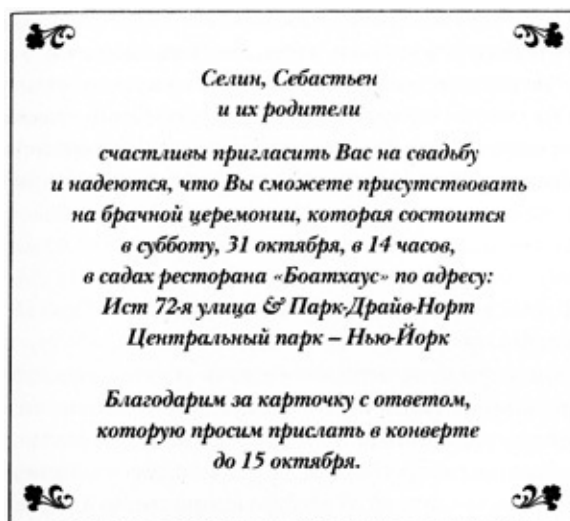 Селин, Себастьен
и их родители
счастливы пригласить Вас на свадьбу
и надеются, что Вы сможете присутствовать
на брачной церемонии, которая состоится
в субботу, 31 октября, в 14 часов,
в садах ресторана «Боатхаус» по адресу:
Ист 72-я улица & Парк-Драйв-Норт
Центральный парк – Нью-Йорк
Благодарим за карточку с ответом,
которую просим прислать в конверте
до 15 октября.